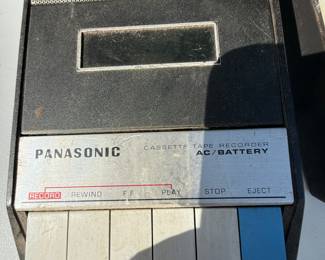 PANASONIC
CASSETTE TAPE RECORDER
AC/BATTERY
RECORD REWIND F.F. PLAY STOP EJECT